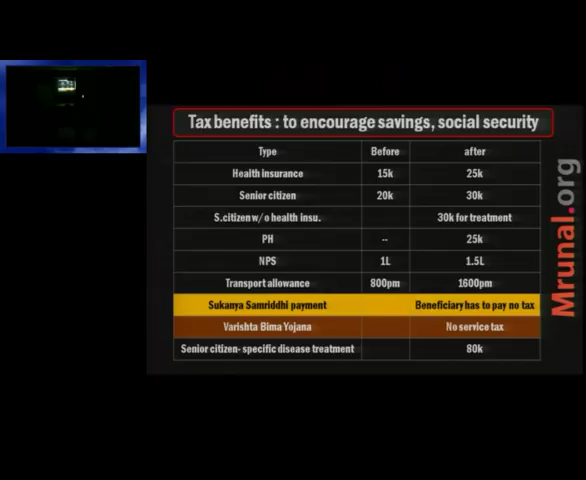 Tax benefits : to encourage savings, social security
Type Before after
Health insurance 15k 25k
Senior citizen 20k 30k
S.citizen w/o health insu. 30k for treatment
PH -- 25k
NPS 1L 1.5L
Transport allowance 800pm 1600pm
Sukanya Samriddhi payment Beneficiary has to pay no tax
Varishta Bima Yojana No service tax
Senior citizen- specific disease treatment 80k
Mrunal.org